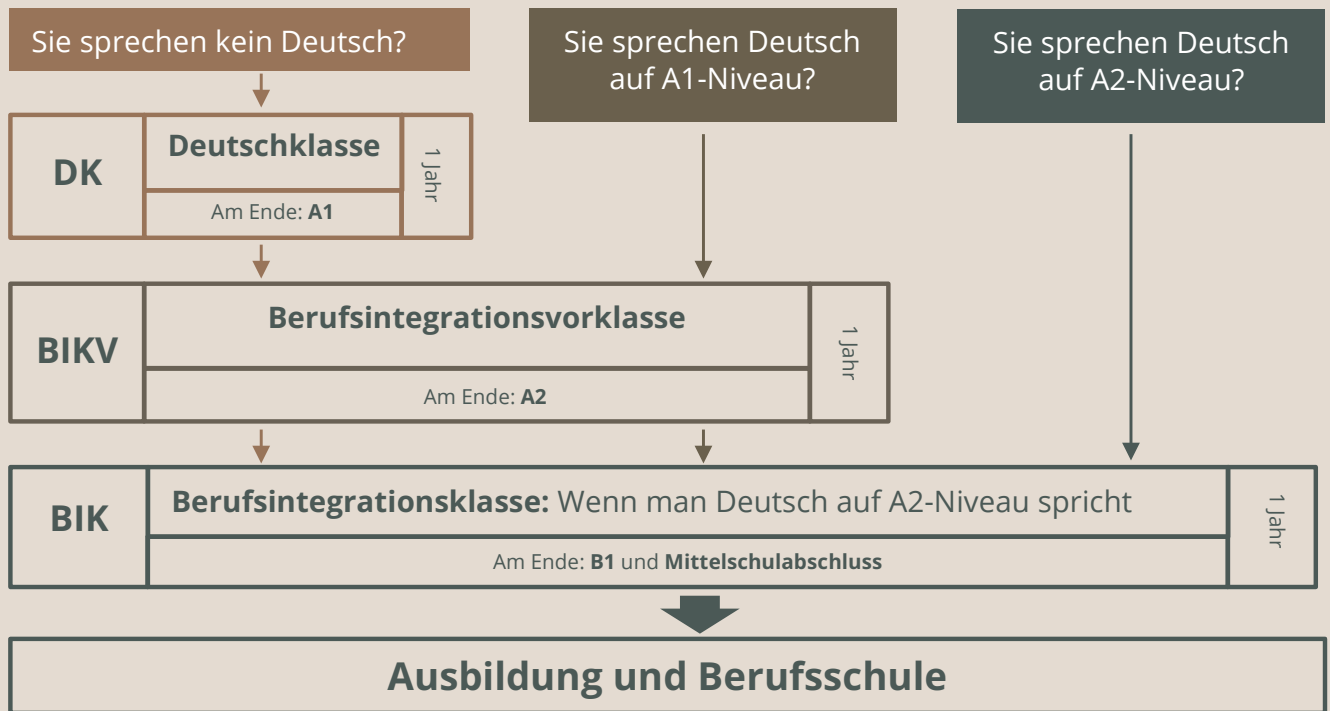 Sie sprechen kein Deutsch?
Sie sprechen Deutsch
auf A1-Niveau?
Sie sprechen Deutsch
auf A2-Niveau?
DK
Deutschklasse
Am Ende: A1
1 Jahr
BIKV
Berufsintegrationsvorklasse
Am Ende: A2
1 Jahr
BIK
Berufsintegrationsklasse: Wenn man Deutsch auf A2-Niveau spricht
Am Ende: B1 und Mittelschulabschluss
1 Jahr
Ausbildung und Berufsschule